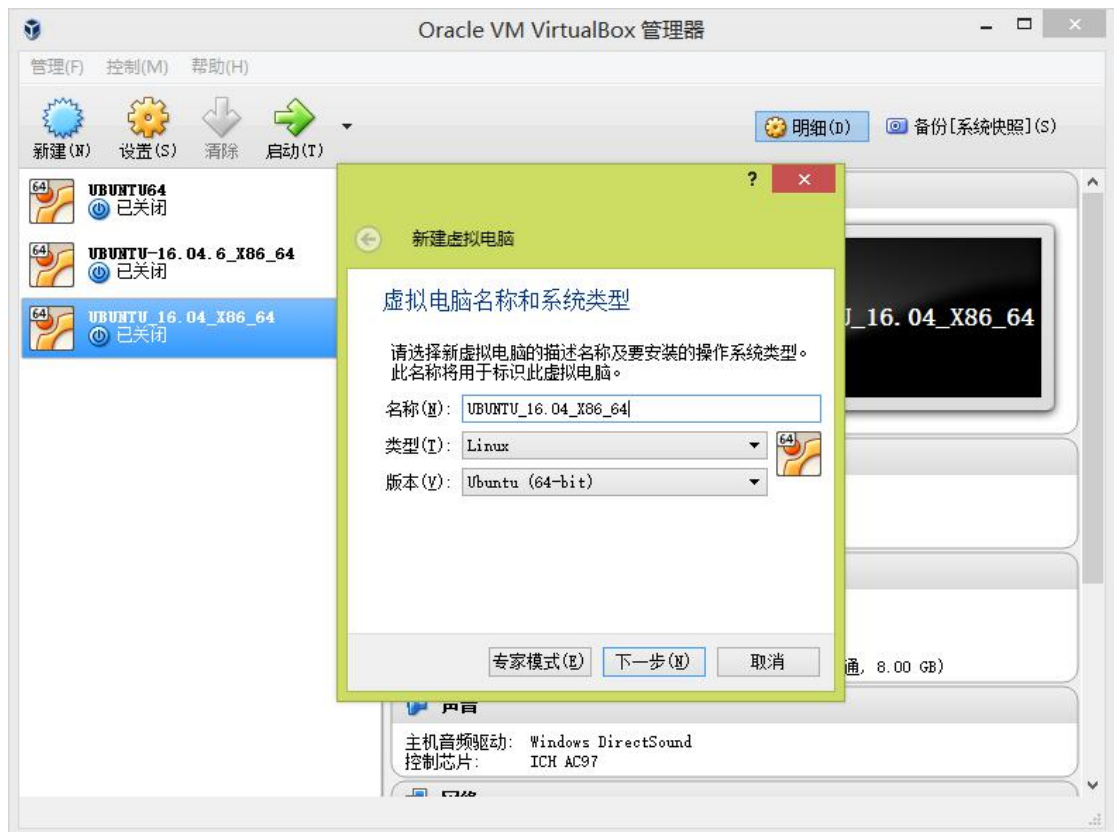 Oracle VM VirtualBox 管理器
管理(F) 控制(M) 帮助(H)
新建(N) 设置(S) 清除 启动(T)
明细(D) 备份[系统快照](S)
64
UBUNTU64
已关闭
64
UBUNTU-16.04.6_X86_64
已关闭
64
UBUNTU_16.04_X86_64
已关闭
?
新建虚拟电脑
虚拟电脑名称和系统类型
请选择新虚拟电脑的描述名称及要安装的操作系统类型。
此名称将用于标识此虚拟电脑。
名称(N): UBUNTU_16.04_X86_64
类型(T): Linux
64
版本(V): Ubuntu (64-bit)
专家模式(E) 下一步(N) 取消
_16.04_X86_64
通, 8.00 GB)
声音
主机音频驱动: Windows DirectSound
控制芯片: ICH AC97